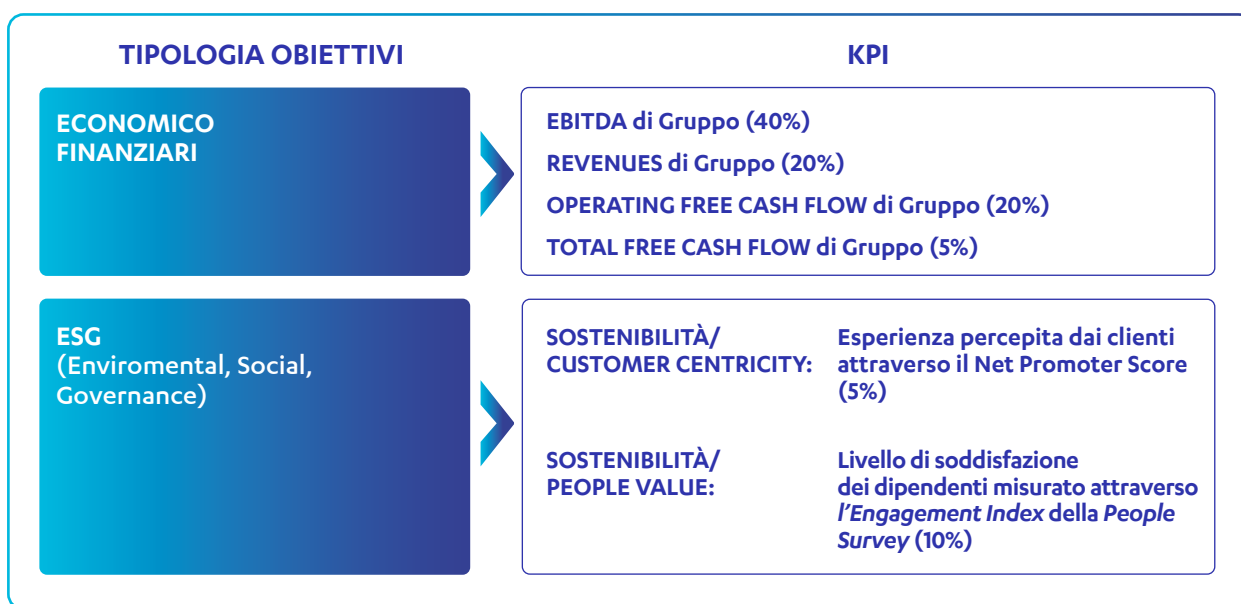 TIPOLOGIA OBIETTIVI
KPI
ECONOMICO
FINANZIARI
EBITDA di Gruppo (40%)
REVENUES di Gruppo (20%)
OPERATING FREE CASH FLOW di Gruppo (20%)
TOTAL FREE CASH FLOW di Gruppo (5%)
ESG
(Enviromental, Social,
Governance)
SOSTENIBILITÀ/
CUSTOMER CENTRICITY:
Esperienza percepita dai clienti
attraverso il Net Promoter Score
(5%)
SOSTENIBILITÀ/
PEOPLE VALUE:
Livello di soddisfazione
dei dipendenti misurato attraverso
l'Engagement Index della People
Survey (10%)